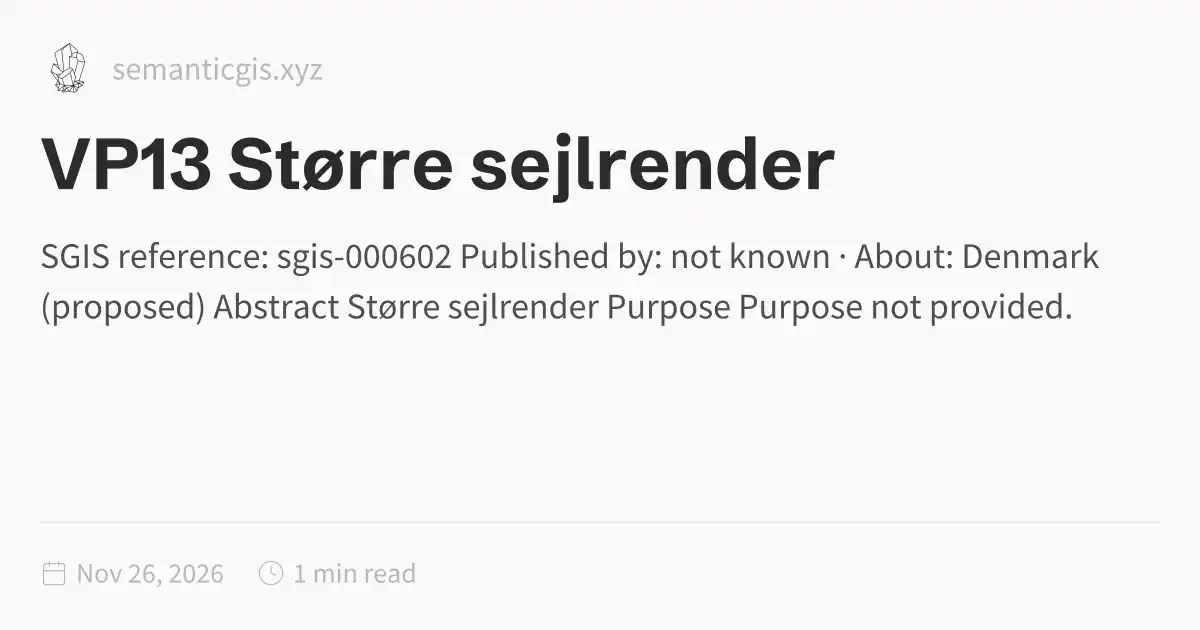 semanticgis.xyz
VP13 Større sejlrender
SGIS reference: sgis-000602 Published by: not known · About: Denmark
(proposed) Abstract Større sejlrender Purpose Purpose not provided.
Nov 26, 2026 1 min read